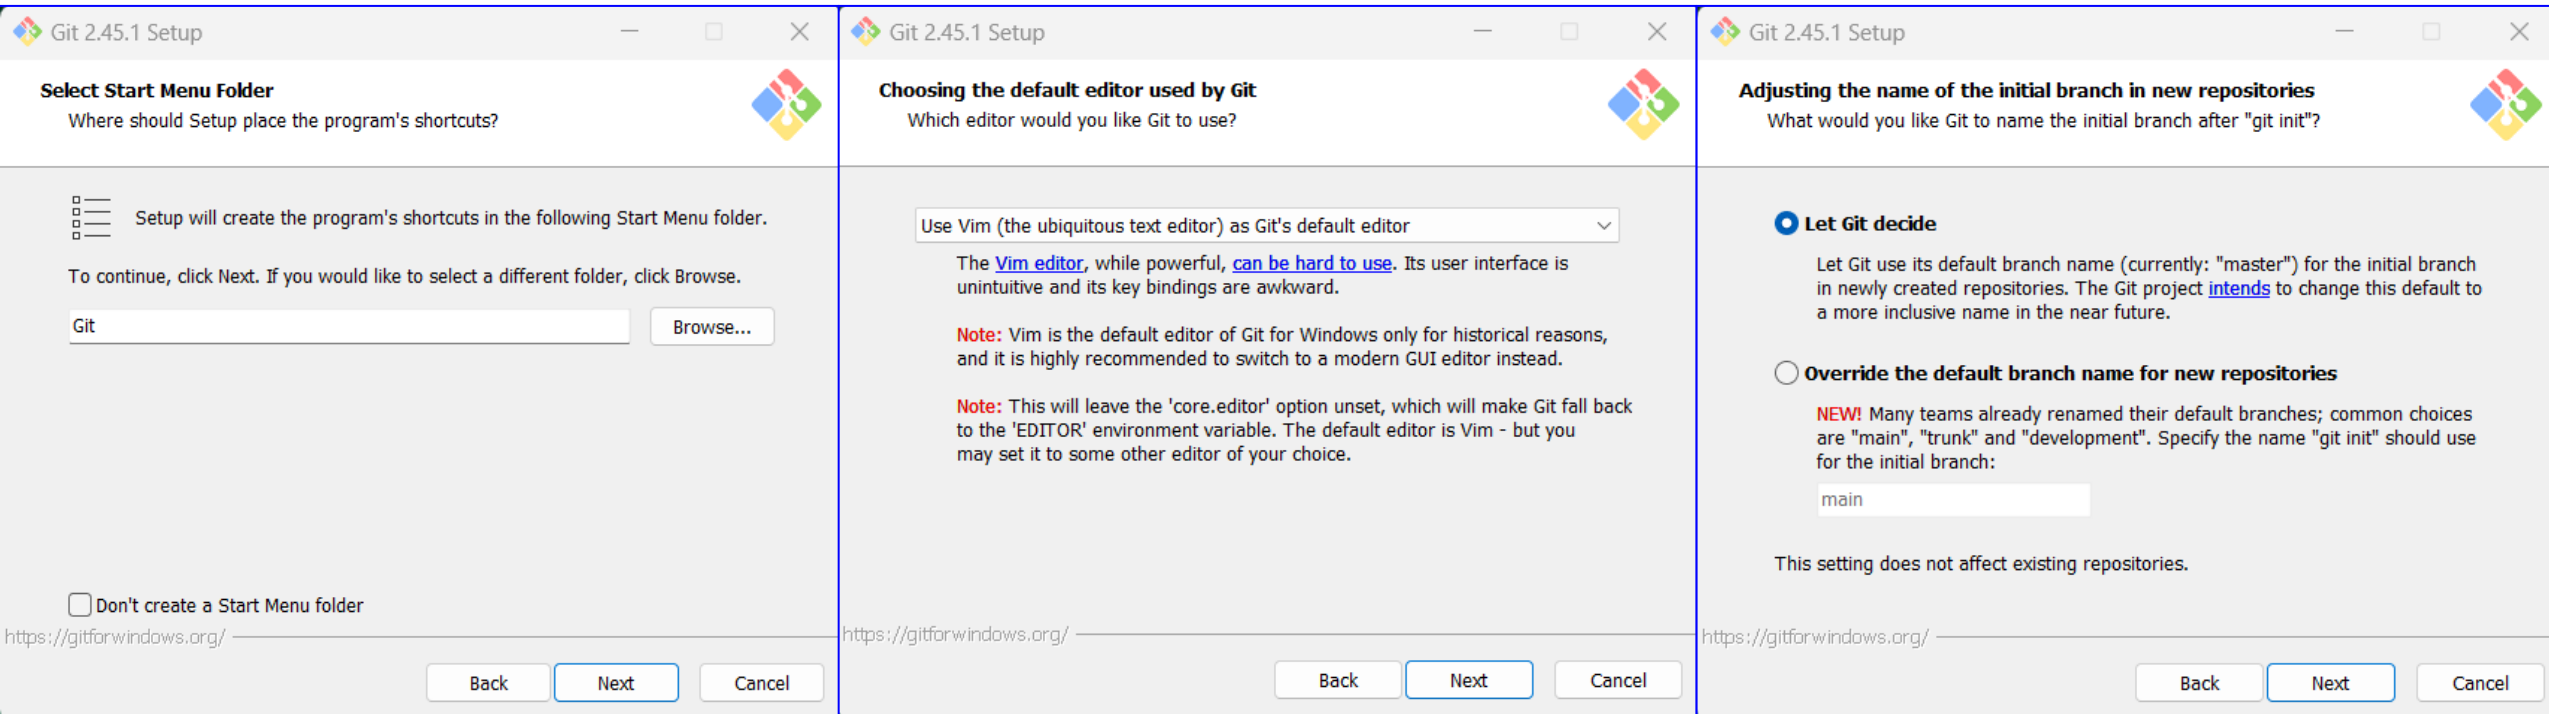 Git 2.45.1 Setup
Select Start Menu Folder
Where should Setup place the program's shortcuts?
Setup will create the program's shortcuts in the following Start Menu folder.
To continue, click Next. If you would like to select a different folder, click Browse.
Git
Browse...
Don't create a Start Menu folder
https://gitforwindows.org/
Back
Next
Cancel
Git 2.45.1 Setup
Choosing the default editor used by Git
Which editor would you like Git to use?
Use Vim (the ubiquitous text editor) as Git's default editor
The Vim editor, while powerful, can be hard to use. Its user interface is
unintuitive and its key bindings are awkward.
Note: Vim is the default editor of Git for Windows only for historical reasons,
and it is highly recommended to switch to a modern GUI editor instead.
Note: This will leave the 'core.editor' option unset, which will make Git fall back
to the 'EDITOR' environment variable. The default editor is Vim - but you
may set it to some other editor of your choice.
https://gitforwindows.org/
Back
Next
Cancel
Git 2.45.1 Setup
Adjusting the name of the initial branch in new repositories
What would you like Git to name the initial branch after "git init"?
Let Git decide
Let Git use its default branch name (currently: "master") for the initial branch
in newly created repositories. The Git project intends to change this default to
a more inclusive name in the near future.
Override the default branch name for new repositories
NEW! Many teams already renamed their default branches; common choices
are "main", "trunk" and "development". Specify the name "git init" should use
for the initial branch:
main
This setting does not affect existing repositories.
https://gitforwindows.org/
Back
Next
Cancel